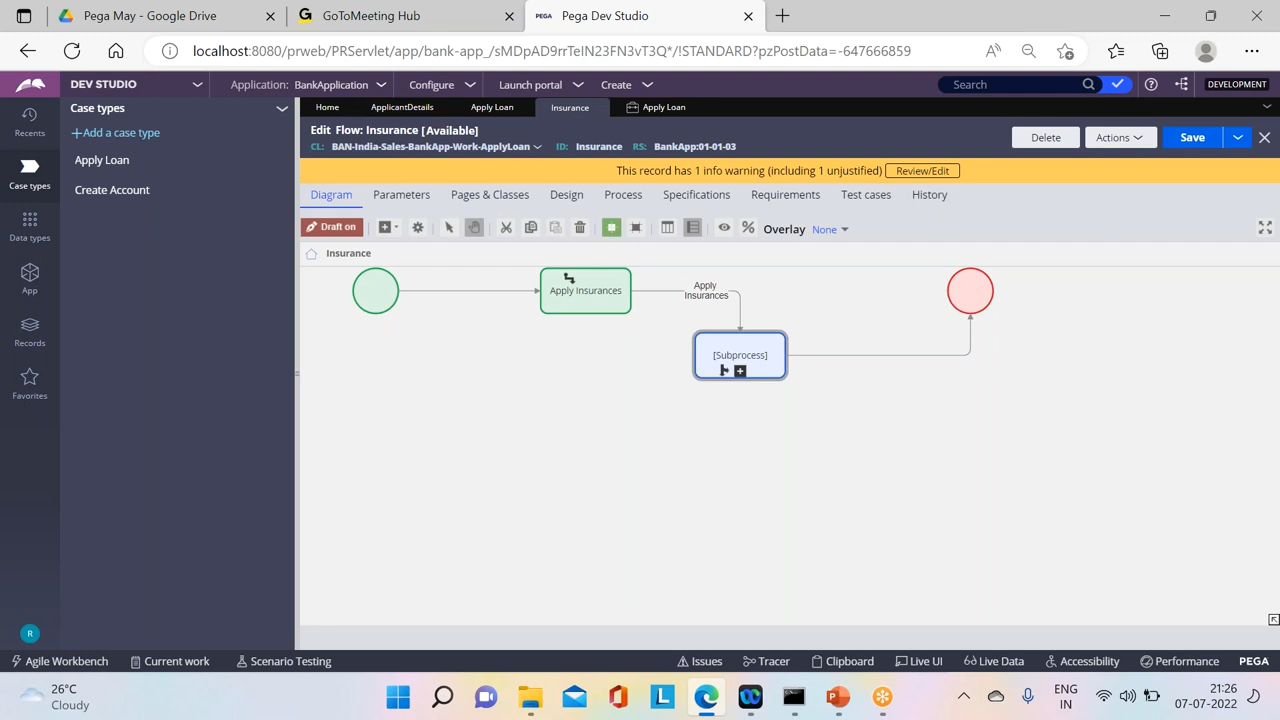 Pega May - Google Drive
GoToMeeting Hub
PEGA Pega Dev Studio
localhost:8080/prweb/PRServlet/app/bank-app_/sMDpAD9rrTeIN23FN3vT3Q*/!STANDARD?pzPostData=-647666859
DEV STUDIO
Application: BankApplication
Configure
Launch portal
Create
Search
DEVELOPMENT
Recents
Case types
Data types
App
Records
Favorites
R
Case types
+Add a case type
Apply Loan
Create Account
Home
ApplicantDetails
Apply Loan
Insurance
Apply Loan
Edit Flow: Insurance [Available]
CL: BAN-India-Sales-BankApp-Work-ApplyLoan ID: Insurance RS: BankApp:01-01-03
Delete
Actions
Save
This record has 1 info warning (including 1 unjustified) Review/Edit
Diagram
Parameters
Pages & Classes
Design
Process
Specifications
Requirements
Test cases
History
Draft on
Overlay None
Insurance
Apply Insurances
Apply
Insurances
[Subprocess]
Agile Workbench
Current work
Scenario Testing
Issues
Tracer
Clipboard
Live UI
Live Data
Accessibility
Performance
PEGA
26°C
Cloudy
ENG
IN
21:26
07-07-2022